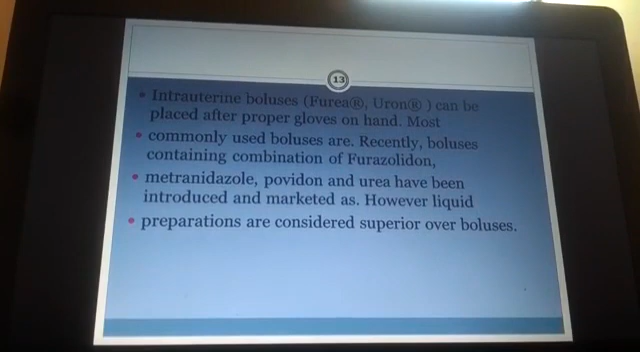 13
• Intrauterine boluses (Furea®, Uron® ) can be
placed after proper gloves on hand. Most
• commonly used boluses are. Recently, boluses
containing combination of Furazolidon,
• metranidazole, povidon and urea have been
introduced and marketed as. However liquid
• preparations are considered superior over boluses.